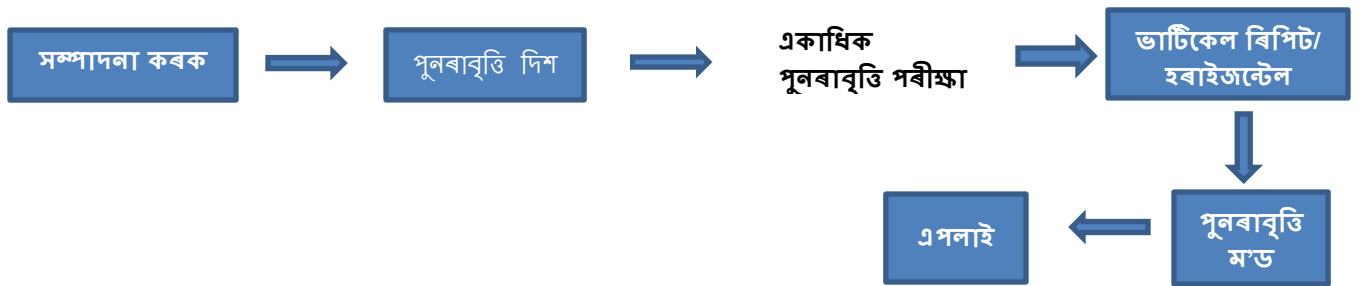 সম্পাদনা কৰক
পুনৰাবৃত্তি দিশ
একাধিক
পুনৰাবৃত্তি পৰীক্ষা
ভাৰ্টিকেল ৰিপিট/
হৰাইজন্টেল
পুনৰাবৃত্তি
ম'ড
এপলাই